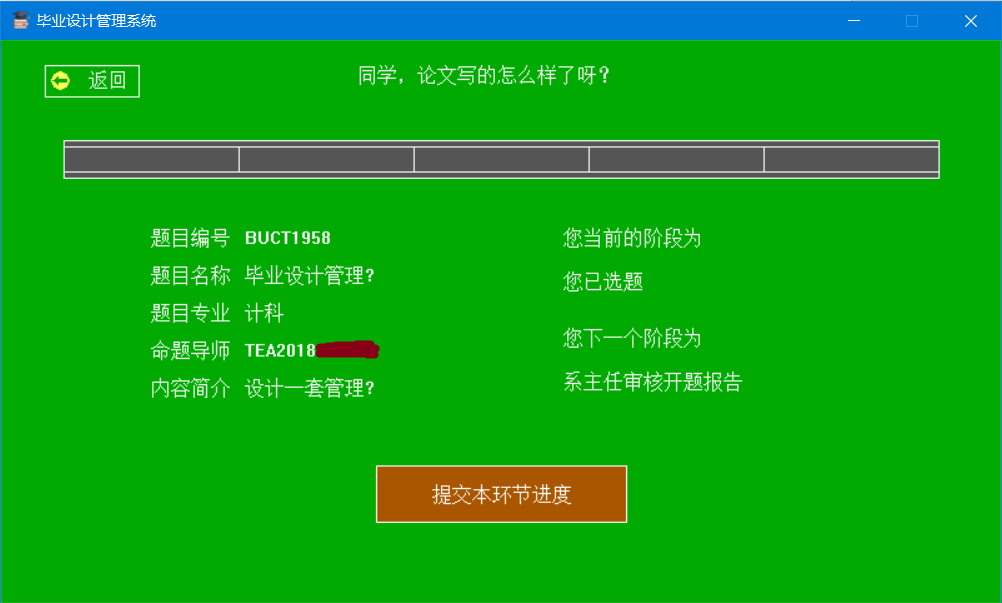 毕业设计管理系统
返回
同学，论文写的怎么样了呀？
题目编号 BUCT1958
题目名称 毕业设计管理?
题目专业 计科
命题导师 TEA2018
内容简介 设计一套管理?
您当前的阶段为
您已选题
您下一个阶段为
系主任审核开题报告
提交本环节进度